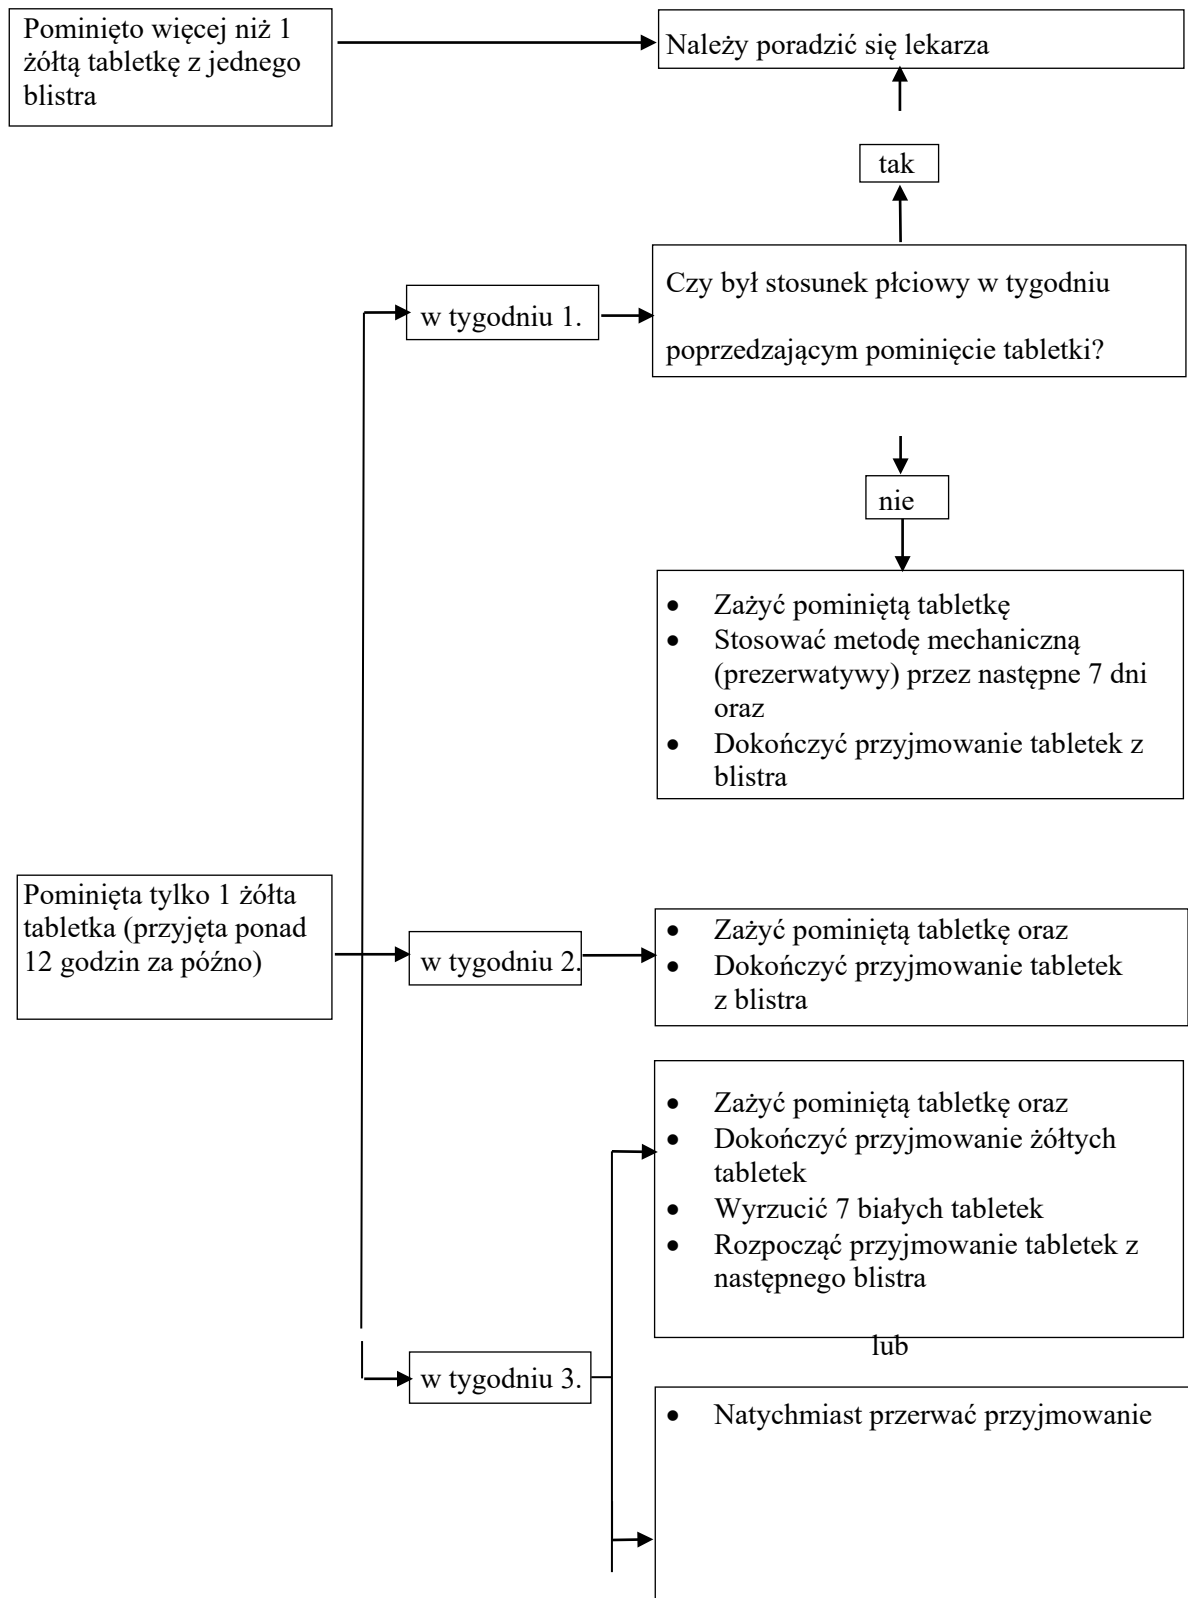 Pominięto więcej niż 1
żółtą tabletkę z jednego
blistra
Należy poradzić się lekarza
tak
w tygodniu 1.
Czy był stosunek płciowy w tygodniu
poprzedzającym pominięcie tabletki?
nie
• Zażyć pominiętą tabletkę
• Stosować metodę mechaniczną
(prezerwatywy) przez następne 7 dni
oraz
• Dokończyć przyjmowanie tabletek z
blistra
Pominięta tylko 1 żółta
tabletka (przyjęta ponad
12 godzin za późno)
w tygodniu 2.
• Zażyć pominiętą tabletkę oraz
• Dokończyć przyjmowanie tabletek
z blistra
• Zażyć pominiętą tabletkę oraz
• Dokończyć przyjmowanie żółtych
tabletek
• Wyrzucić 7 białych tabletek
• Rozpocząć przyjmowanie tabletek z
następnego blistra
lub
w tygodniu 3.
• Natychmiast przerwać przyjmowanie